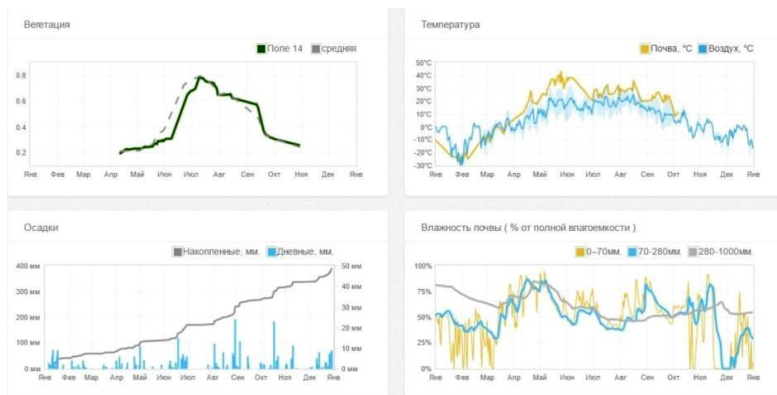 Вегетация
Поле 14 средняя
0.8
0.6
0.4
0.2
Янв Фев Мар Апр Май Июн Июл Авг Сен Окт Ноя Дек Янв
Температура
Почва, °C Воздух, °C
50°C
40°C
30°C
20°C
10°C
0°C
-10°C
-20°C
-30°C
Янв Фев Мар Апр Май Июн Июл Авг Сен Окт Ноя Дек Янв
Осадки
Накопленные, мм. Дневные, мм.
400 мм 50 мм
300 мм 40 мм
30 мм
200 мм
20 мм
100 мм 10 мм
0 мм 0 мм
Янв Фев Мар Апр Май Июн Июл Авг Сен Окт Ноя Дек Янв
Влажность почвы ( % от полной влагоемкости )
0–70мм. 70-280мм. 280-1000мм.
100%
75%
50%
25%
0%
Янв Фев Мар Апр Май Июн Июл Авг Сен Окт Ноя Дек Янв